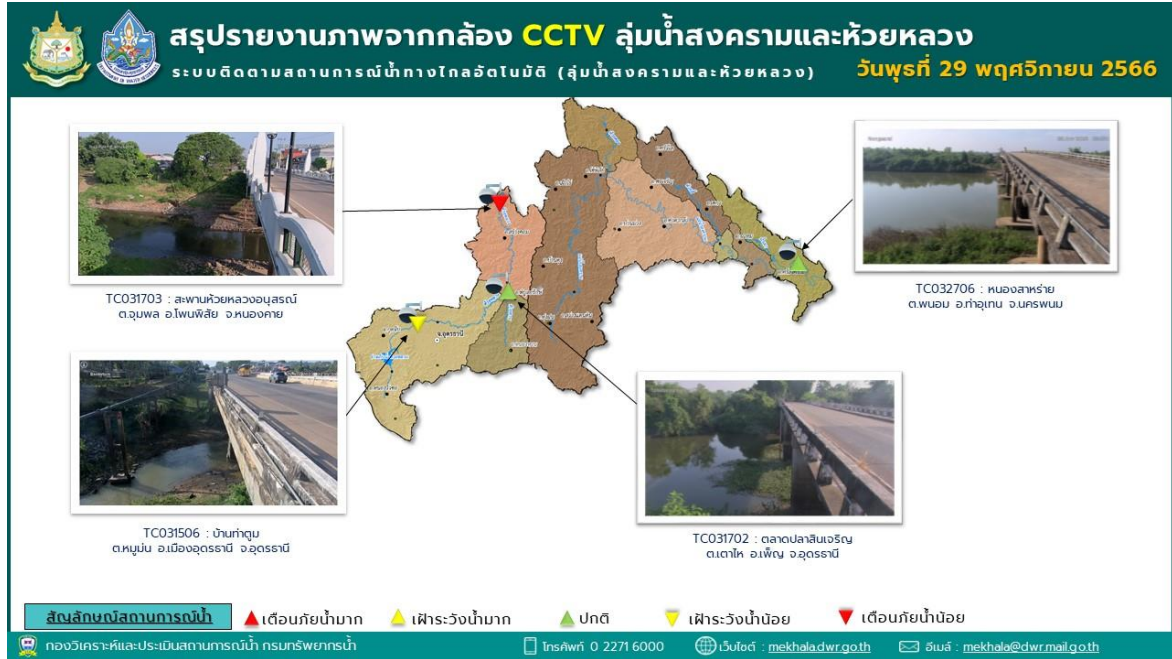 สรุปรายงานภาพจากกล้อง CCTV ลุ่มน้ำสงครามและห้วยหลวง
ระบบติดตามสถานการณ์น้ำทางไกลอัตโนมัติ (ลุ่มน้ำสงครามและห้วยหลวง)
วันพุธที่ 29 พฤศจิกายน 2566
TC031703 : สะพานห้วยหลวงอนุสรณ์
ต.จุมพล อ.โพนพิสัย จ.หนองคาย
TC032706 : หนองสาหร่าย
ต.พนอม อ.ท่าอุเทน จ.นครพนม
จ.อุดรธานี
TC031506 : บ้านท่าตูม
ต.หมูม่น อ.เมืองอุดรธานี จ.อุดรธานี
TC031702 : ตลาดปลาสินเจริญ
ต.เตาไห อ.เพ็ญ จ.อุดรธานี
สัญลักษณ์สถานการณ์น้ำ
เตือนภัยน้ำมาก
เฝ้าระวังน้ำมาก
ปกติ
เฝ้าระวังน้ำน้อย
เตือนภัยน้ำน้อย
กองวิเคราะห์และประเมินสถานการณ์น้ำ กรมทรัพยากรน้ำ
โทรศัพท์ 0 2271 6000
เว็บไซต์ : mekhala.dwr.go.th
อีเมล์ : mekhala@dwr.mail.go.th